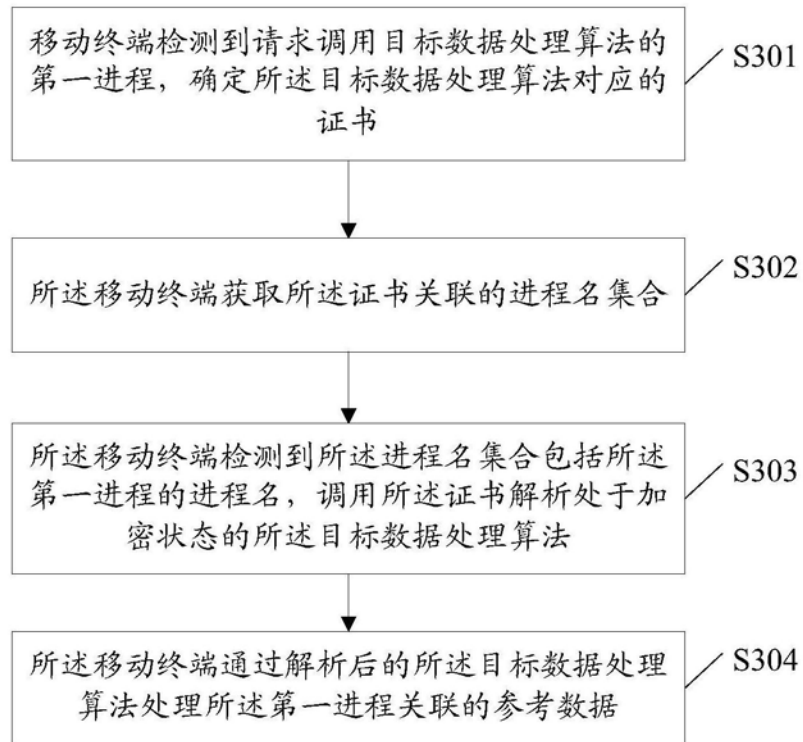 移动终端检测到请求调用目标数据处理算法的
第一进程，确定所述目标数据处理算法对应的
证书
S301
所述移动终端获取所述证书关联的进程名集合
S302
所述移动终端检测到所述进程名集合包括所述
第一进程的进程名，调用所述证书解析处于加
密状态的所述目标数据处理算法
S303
所述移动终端通过解析后的所述目标数据处理
算法处理所述第一进程关联的参考数据
S304